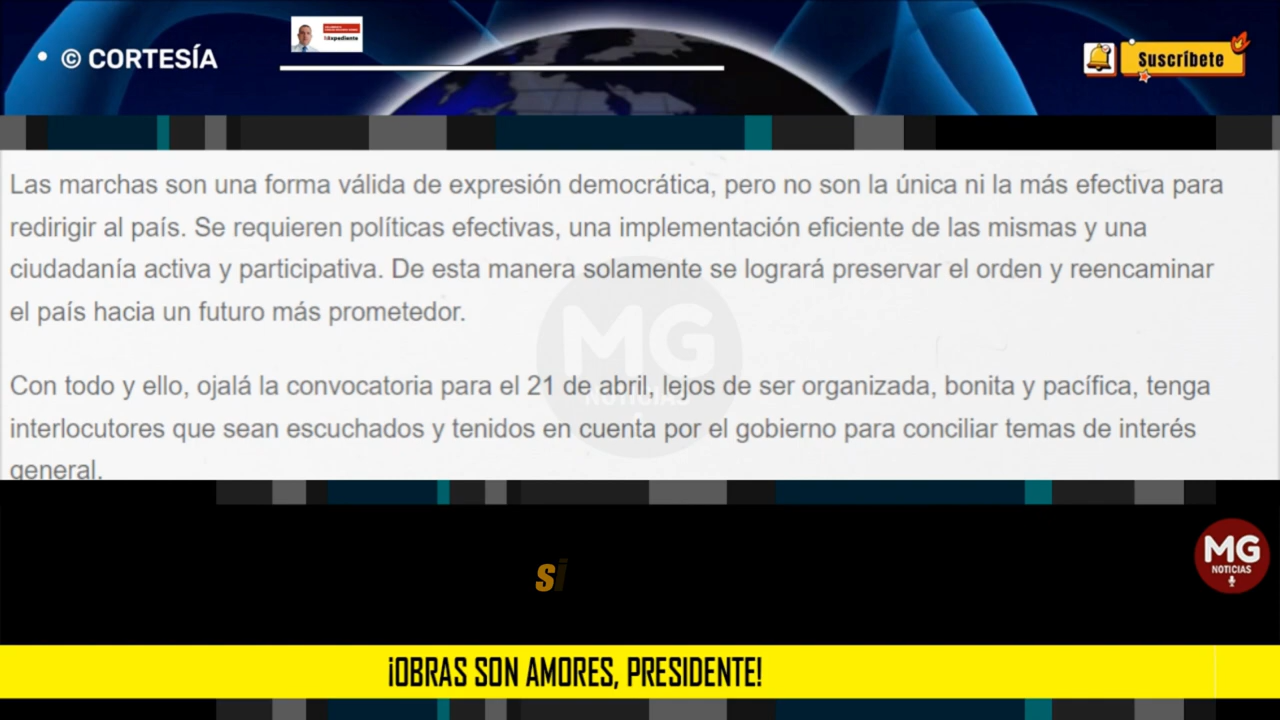 • © CORTESÍA
Suscríbete
Las marchas son una forma válida de expresión democrática, pero no son la única ni la más efectiva para
redirigir al país. Se requieren políticas efectivas, una implementación eficiente de las mismas y una
ciudadanía activa y participativa. De esta manera solamente se logrará preservar el orden y reencaminar
el país hacia un futuro más prometedor.
MG
NOTICIAS
Con todo y ello, ojalá la convocatoria para el 21 de abril, lejos de ser organizada, bonita y pacífica, tenga
interlocutores que sean escuchados y tenidos en cuenta por el gobierno para conciliar temas de interés
general.
si
MG
NOTICIAS
¡OBRAS SON AMORES, PRESIDENTE!